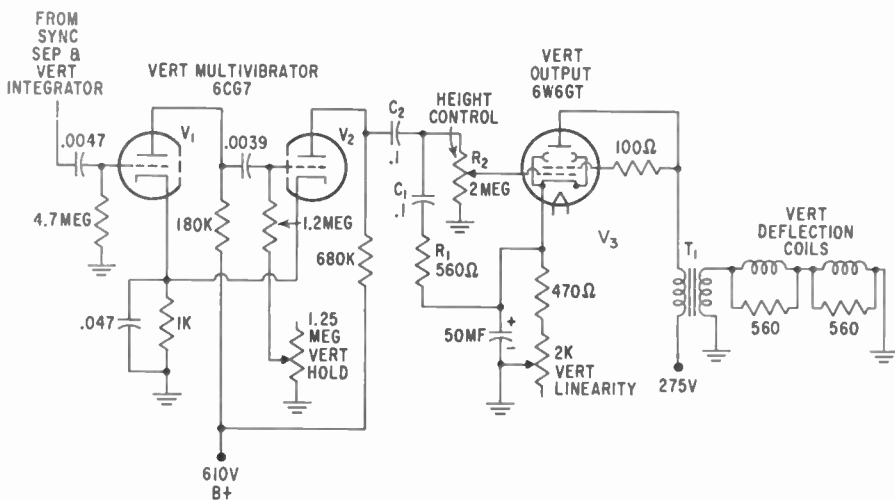 FROM
SYNC
SEP &
VERT
INTEGRATOR
VERT MULTIVIBRATOR
6CG7
VERT
OUTPUT
6W6GT
HEIGHT
CONTROL
V1
V2
C2
.1
R2
2 MEG
100Ω
.0047
.0039
4.7MEG
180K
1.2MEG
680K
C1
.1
R1
560Ω
V3
T1
VERT
DEFLECTION
COILS
470Ω
.047
1K
1.25
MEG
VERT
HOLD
50MF
+
-
2K
VERT
LINEARITY
560
560
275V
610V
B+